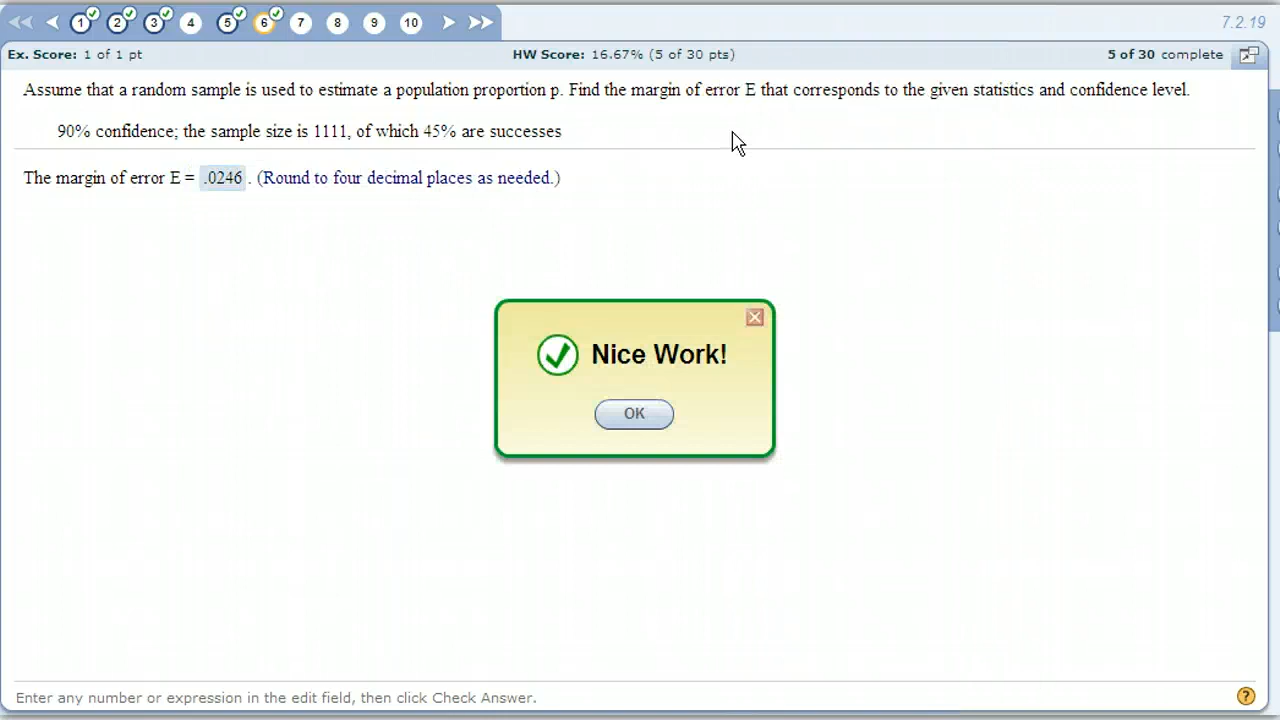 1 2 3 4 5 6 7 8 9 10
7.2.19
Ex. Score: 1 of 1 pt
HW Score: 16.67% (5 of 30 pts)
5 of 30 complete
Assume that a random sample is used to estimate a population proportion p. Find the margin of error E that corresponds to the given statistics and confidence level.
90% confidence; the sample size is 1111, of which 45% are successes
The margin of error E = .0246 . (Round to four decimal places as needed.)
Nice Work!
OK
Enter any number or expression in the edit field, then click Check Answer.
?